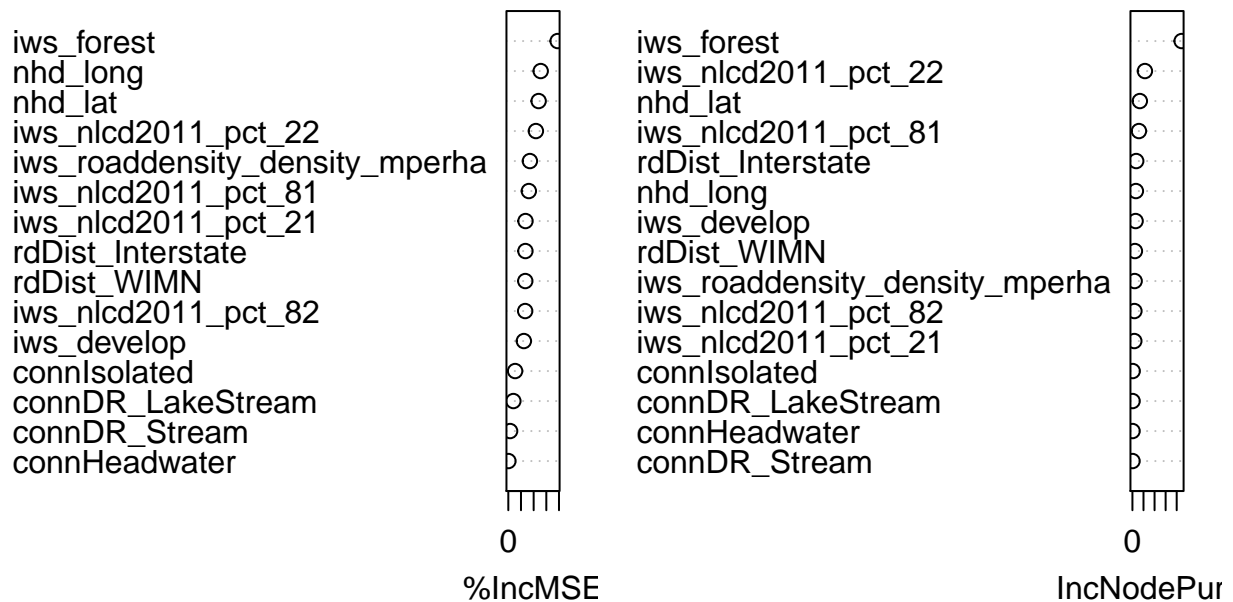 iws_forest
nhd_long
nhd_lat
iws_nlcd2011_pct_22
iws_roaddensity_density_mperha
iws_nlcd2011_pct_81
iws_nlcd2011_pct_21
rdDist_Interstate
rdDist_WIMN
iws_nlcd2011_pct_82
iws_develop
connIsolated
connDR_LakeStream
connDR_Stream
connHeadwater
0
%IncMSE
iws_forest
iws_nlcd2011_pct_22
nhd_lat
iws_nlcd2011_pct_81
rdDist_Interstate
nhd_long
iws_develop
rdDist_WIMN
iws_roaddensity_density_mperha
iws_nlcd2011_pct_82
iws_nlcd2011_pct_21
connIsolated
connDR_LakeStream
connHeadwater
connDR_Stream
0
IncNodePur